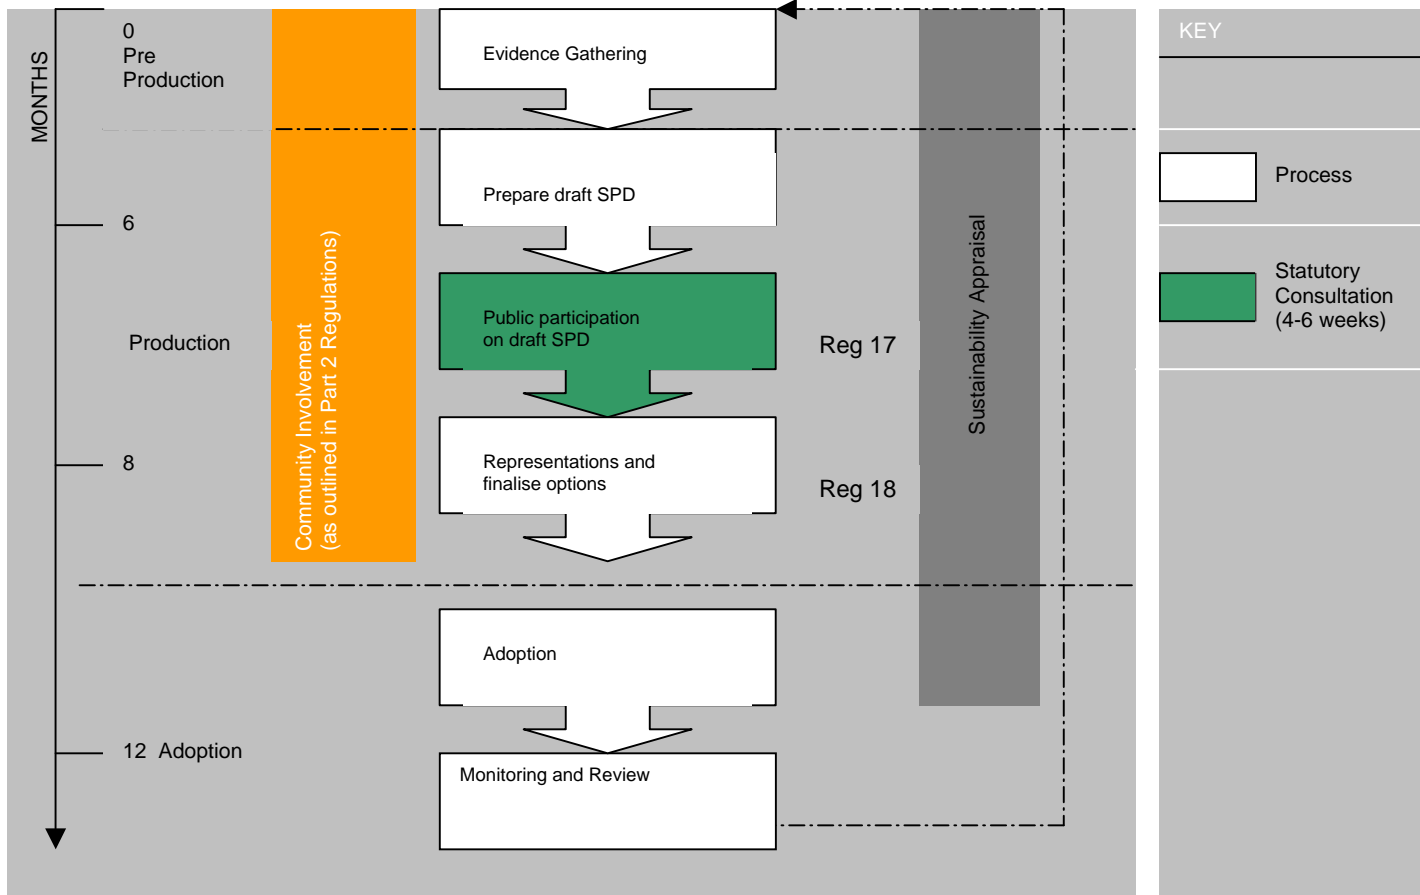 MONTHS
0
Pre
Production
6
Production
8
12 Adoption
Community Involvement
(as outlined in Part 2 Regulations)
Evidence Gathering
Prepare draft SPD
Public participation
on draft SPD
Representations and
finalise options
Adoption
Monitoring and Review
Reg 17
Reg 18
Sustainability Appraisal
KEY
Process
Statutory
Consultation
(4-6 weeks)